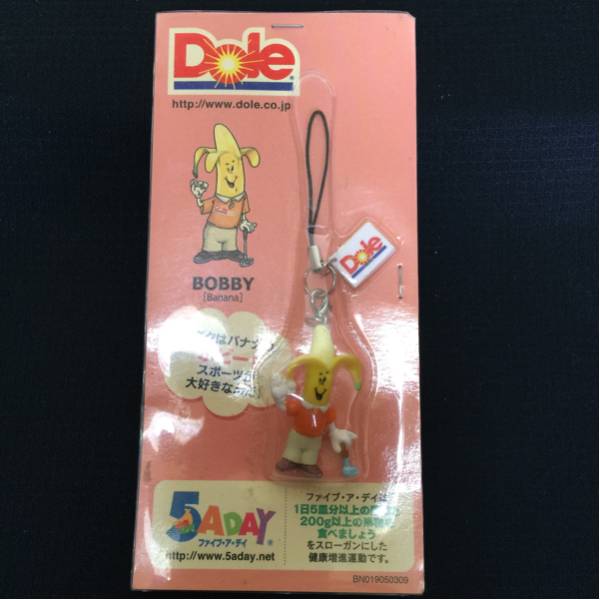 Dole
http://www.dole.co.jp
Dole
BOBBY
[Banana]
はバナナ
スポーツが
大好きな
5 A DAY
ファイブ・ア・デイ
http://www.5aday.net
ファイブ・ア・デイは
1日5皿分以上の
200g以上の
食べましょう
をスローガンにした
健康増進運動です。
BN019050309